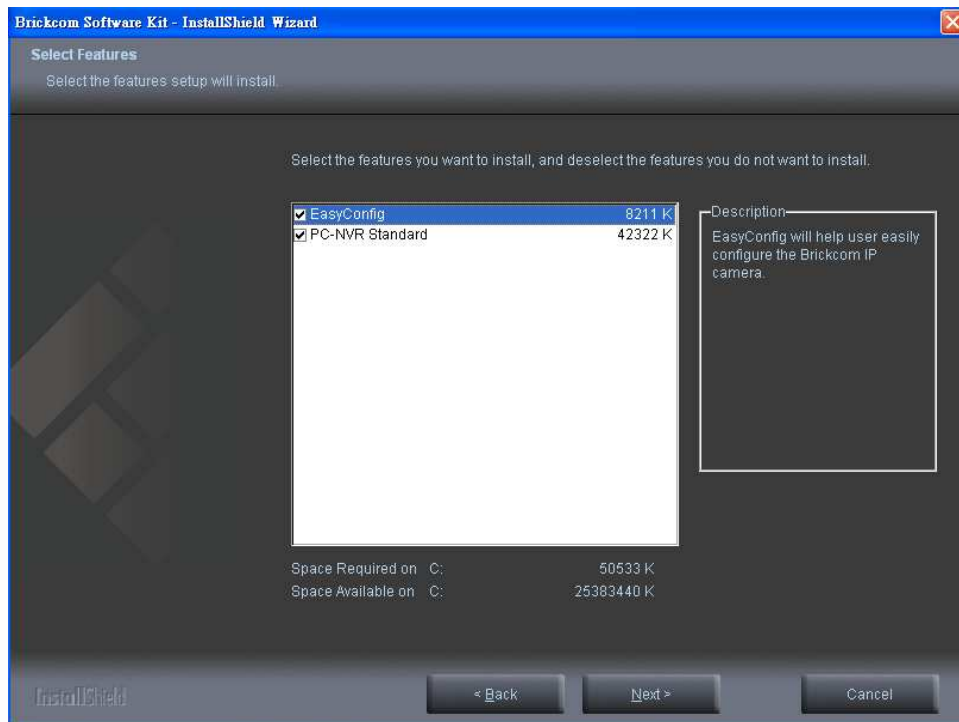 Brickcom Software Kit - InstallShield Wizard
Select Features
Select the features setup will install.
Select the features you want to install, and deselect the features you do not want to install.
EasyConfig 8211 K
PC-NVR Standard 42322 K
Description
EasyConfig will help user easily
configure the Brickcom IP
camera.
Space Required on C: 50533 K
Space Available on C: 25383440 K
InstallShield
< Back
Next >
Cancel